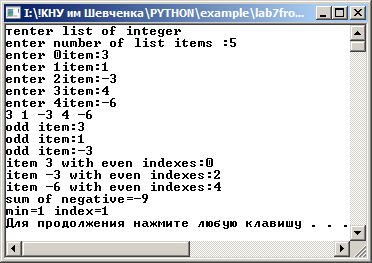 I:\!КНУ им Шевченка\PYTHON\example\lab7fro...
тenter list of integer
enter number of list items :5
enter 0item:3
enter 1item:1
enter 2item:-3
enter 3item:4
enter 4item:-6
3 1 -3 4 -6
odd item:3
odd item:1
odd item:-3
item 3 with even indexes:0
item -3 with even indexes:2
item -6 with even indexes:4
sum of negative=-9
min=1 index=1
Для продолжения нажмите любую клавишу . . .